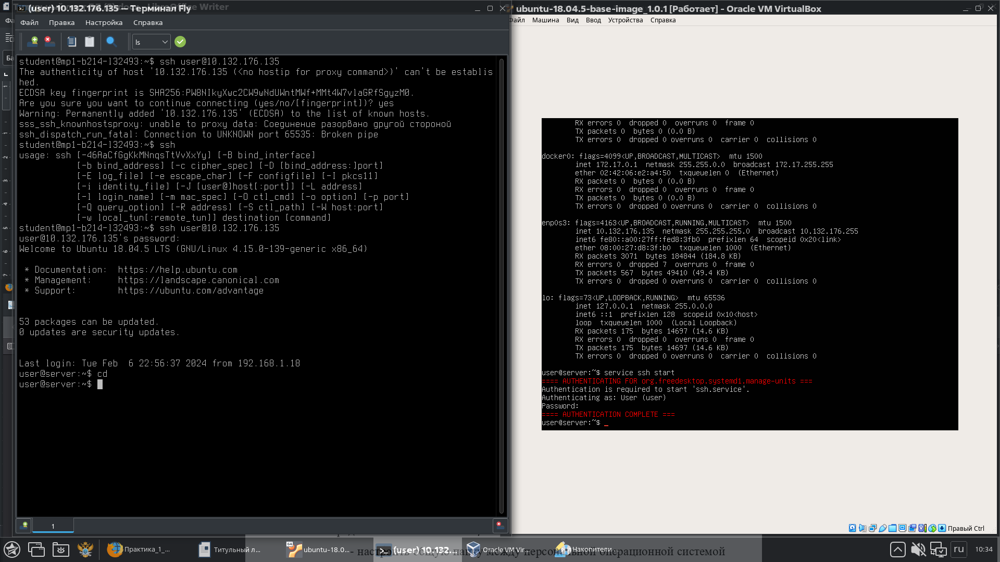 (user) 10.132.176.135 — Терминал Fly
Файл Правка Настройка Справка
ls
student@mp1-b214-l32493:~$ ssh user@10.132.176.135
The authenticity of host '10.132.176.135 (<no hostip for proxy command>)' can't be establis
hed.
ECDSA key fingerprint is SHA256:PW8NIkyXwc2CW9wNdUWntMWf+MMt4W7vlaGRfSgyzM0.
Are you sure you want to continue connecting (yes/no/[fingerprint])? yes
Warning: Permanently added '10.132.176.135' (ECDSA) to the list of known hosts.
sss_ssh_knownhostsproxy: unable to proxy data: Соединение разорвано другой стороной
ssh_dispatch_run_fatal: Connection to UNKNOWN port 65535: Broken pipe
student@mp1-b214-l32493:~$ ssh
usage: ssh [-46AaCfGgKkMNnqsTtVvXxYy] [-B bind_interface]
[-b bind_address] [-c cipher_spec] [-D [bind_address:]port]
[-E log_file] [-e escape_char] [-F configfile] [-I pkcs11]
[-i identity_file] [-J [user@]host[:port]] [-L address]
[-l login_name] [-m mac_spec] [-O ctl_cmd] [-o option] [-p port]
[-Q query_option] [-R address] [-S ctl_path] [-W host:port]
[-w local_tun[:remote_tun]] destination [command]
student@mp1-b214-l32493:~$ ssh user@10.132.176.135
user@10.132.176.135's password:
Welcome to Ubuntu 18.04.5 LTS (GNU/Linux 4.15.0-139-generic x86_64)
* Documentation: https://help.ubuntu.com
* Management: https://landscape.canonical.com
* Support: https://ubuntu.com/advantage
53 packages can be updated.
0 updates are security updates.
Last login: Tue Feb 6 22:56:37 2024 from 192.168.1.18
user@server:~$ cd
user@server:~$
1
ubuntu-18.04.5-base-image_1.0.1 [Работает] - Oracle VM VirtualBox
айл Машина Вид Ввод Устройства Справка
RX errors 0 dropped 0 overruns 0 frame 0
TX packets 0 bytes 0 (0.0 B)
TX errors 0 dropped 0 overruns 0 carrier 0 collisions 0
docker0: flags=4099<UP,BROADCAST,MULTICAST> mtu 1500
inet 172.17.0.1 netmask 255.255.0.0 broadcast 172.17.255.255
ether 02:42:06:e2:a4:50 txqueuelen 0 (Ethernet)
RX packets 0 bytes 0 (0.0 B)
RX errors 0 dropped 0 overruns 0 frame 0
TX packets 0 bytes 0 (0.0 B)
TX errors 0 dropped 0 overruns 0 carrier 0 collisions 0
enp0s3: flags=4163<UP,BROADCAST,RUNNING,MULTICAST> mtu 1500
inet 10.132.176.135 netmask 255.255.255.0 broadcast 10.132.176.255
inet6 fe80::a00:27ff:fed8:3fb0 prefixlen 64 scopeid 0x20<link>
ether 08:00:27:d8:3f:b0 txqueuelen 1000 (Ethernet)
RX packets 3071 bytes 184844 (184.8 KB)
RX errors 0 dropped 7 overruns 0 frame 0
TX packets 567 bytes 49410 (49.4 KB)
TX errors 0 dropped 0 overruns 0 carrier 0 collisions 0
lo: flags=73<UP,LOOPBACK,RUNNING> mtu 65536
inet 127.0.0.1 netmask 255.0.0.0
inet6 ::1 prefixlen 128 scopeid 0x10<host>
loop txqueuelen 1000 (Local Loopback)
RX packets 175 bytes 14697 (14.6 KB)
RX errors 0 dropped 0 overruns 0 frame 0
TX packets 175 bytes 14697 (14.6 KB)
TX errors 0 dropped 0 overruns 0 carrier 0 collisions 0
user@server:~$ service ssh start
==== AUTHENTICATING FOR org.freedesktop.systemd1.manage-units ===
Authentication is required to start 'ssh.service'.
Authenticating as: User (user)
Password:
==== AUTHENTICATION COMPLETE ===
user@server:~$ _
Правый Ctrl
Практика_1_... Титульный л... 64 ubuntu-18.0... (user) 10.132.... Oracle VM Vir... Накопители ... ru 10:34
- настроить общую папку между персональной операционной системой